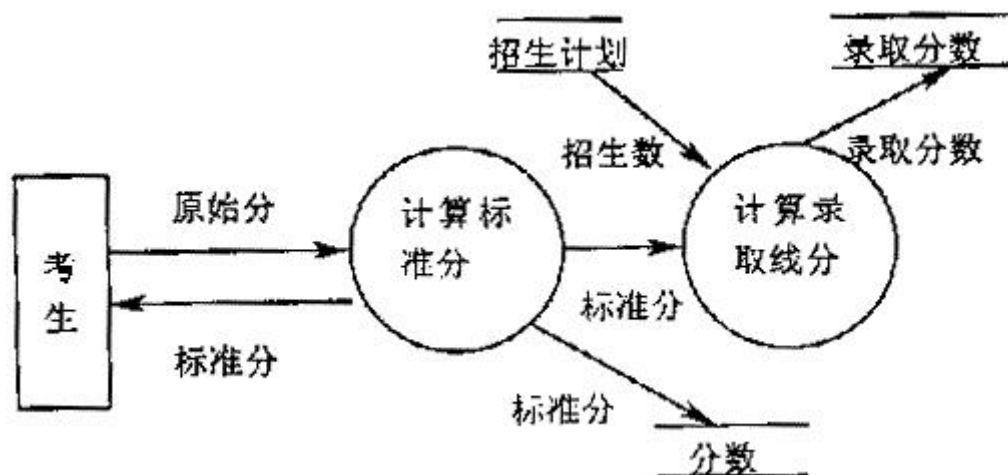 招生计划
录取分数
招生数
录取分数
原始分
计算标
准分
计算录
取线分
考
生
标准分
标准分
标准分
分数